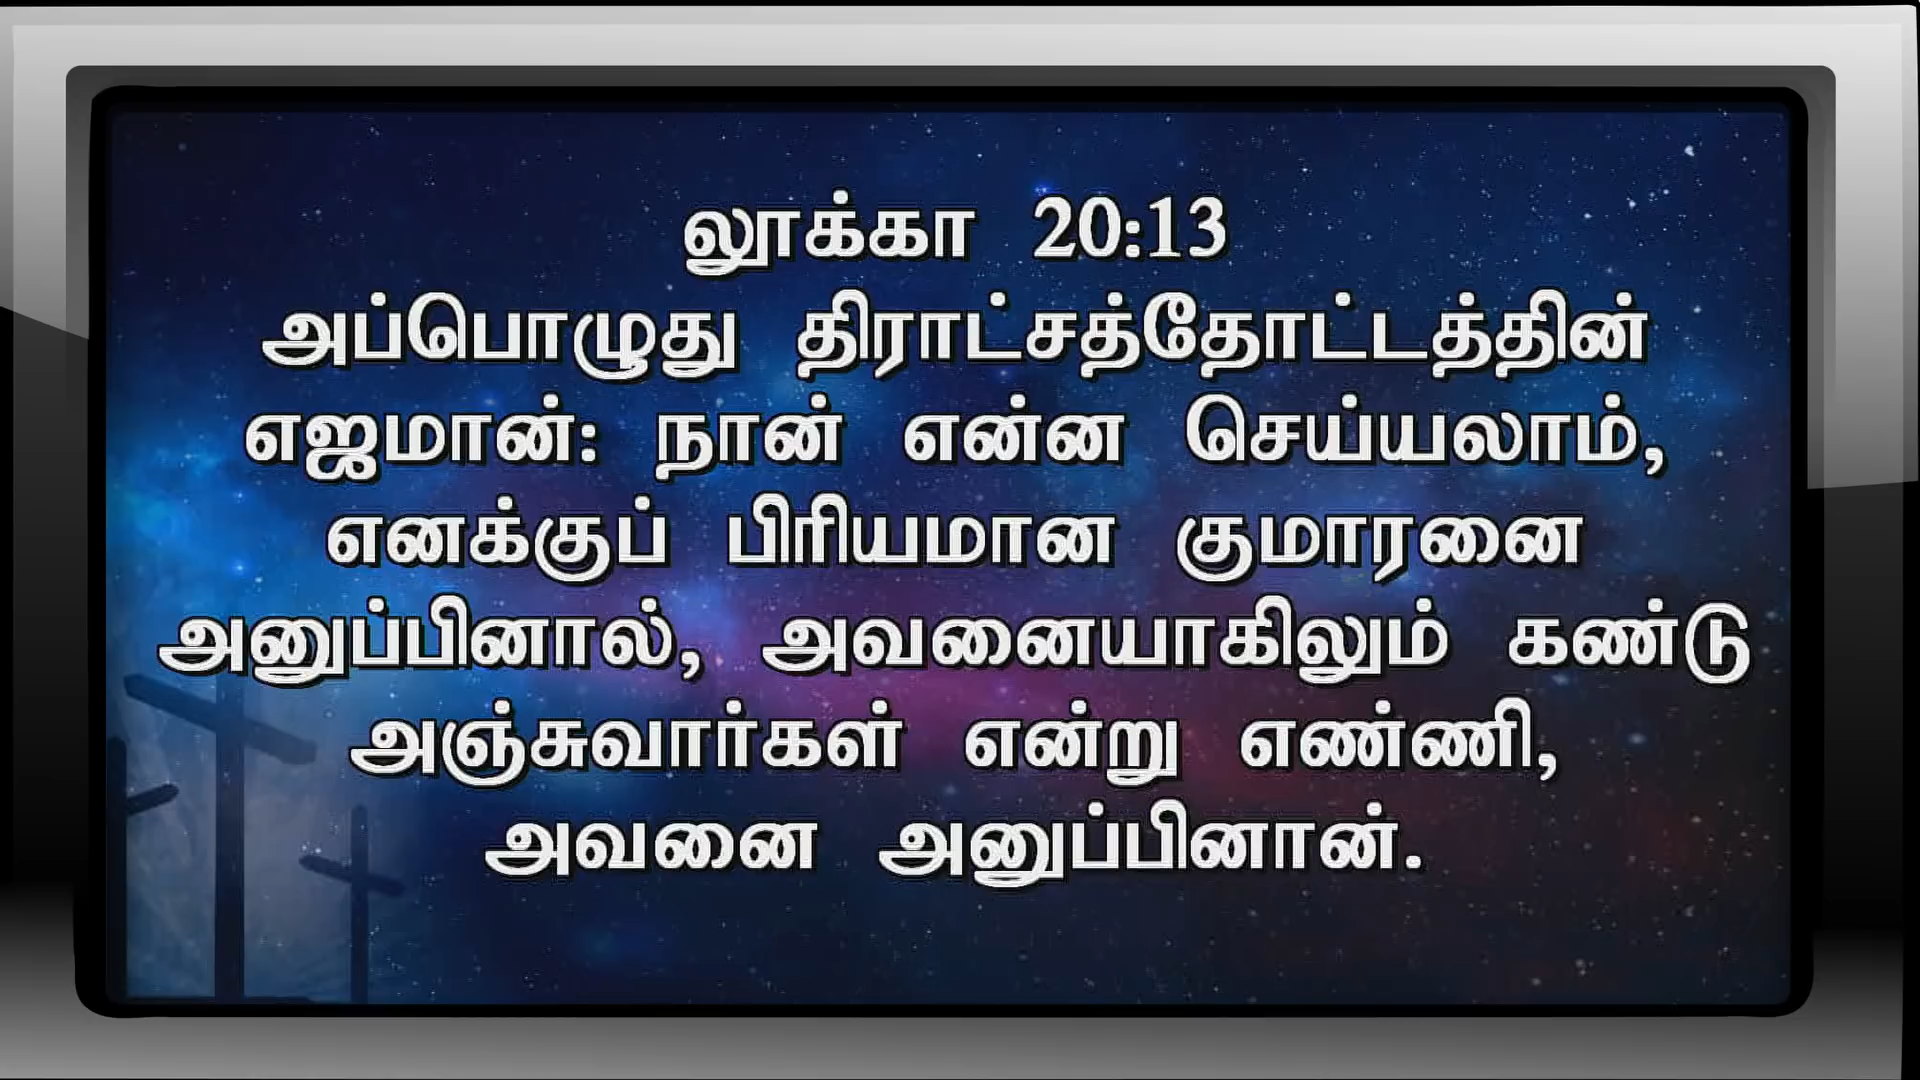 லூக்கா 20:13
அப்பொழுது திராட்சத்தோட்டத்தின்
எஜமான்: நான் என்ன செய்யலாம்,
எனக்குப் பிரியமான குமாரனை
அனுப்பினால், அவனையாகிலும் கண்டு
அஞ்சுவார்கள் என்று எண்ணி,
அவனை அனுப்பினான்.